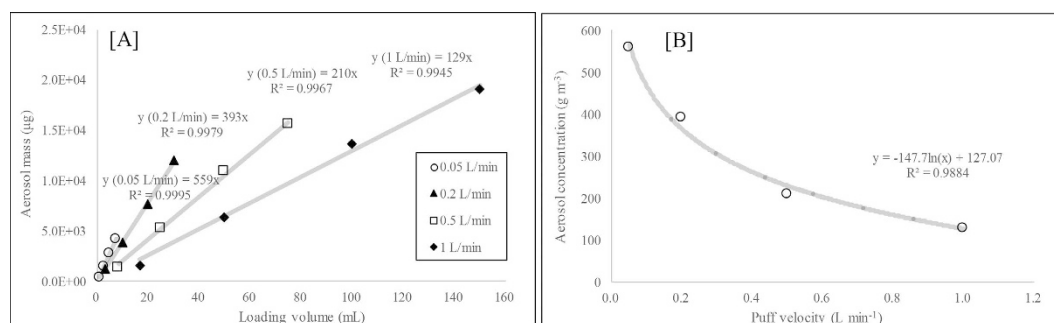 [A]
2.5E+04
2.0E+04
1.5E+04
1.0E+04
5.0E+03
0.0E+00
Aerosol mass (µg)
y (1 L/min) = 129x
R² = 0.9945
y (0.5 L/min) = 210x
R² = 0.9967
y (0.2 L/min) = 393x
R² = 0.9979
y (0.05 L/min) = 559x
R² = 0.9995
0.05 L/min
0.2 L/min
0.5 L/min
1 L/min
0 20 40 60 80 100 120 140 160
Loading volume (mL)
[B]
600
500
400
300
200
100
0
Aerosol concentration (g m⁻³)
y = -147.7ln(x) + 127.07
R² = 0.9884
0.0 0.2 0.4 0.6 0.8 1.0 1.2
Puff velocity (L min⁻¹)